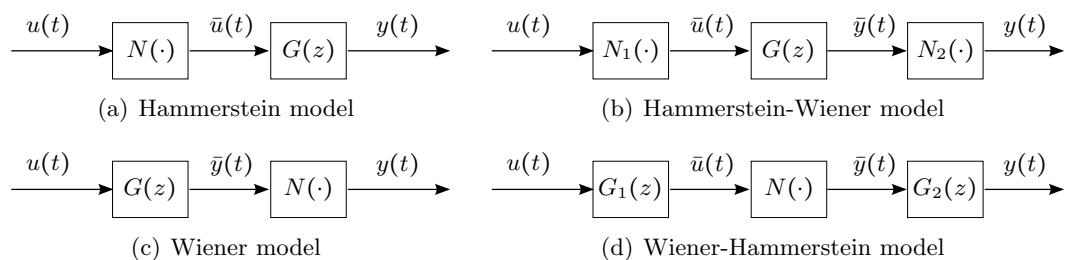 u(t) N(·) ū(t) G(z) y(t)
(a) Hammerstein model
u(t) N₁(·) ū(t) G(z) ȳ(t) N₂(·) y(t)
(b) Hammerstein-Wiener model
u(t) G(z) ȳ(t) N(·) y(t)
(c) Wiener model
u(t) G₁(z) ū(t) N(·) ȳ(t) G₂(z) y(t)
(d) Wiener-Hammerstein model